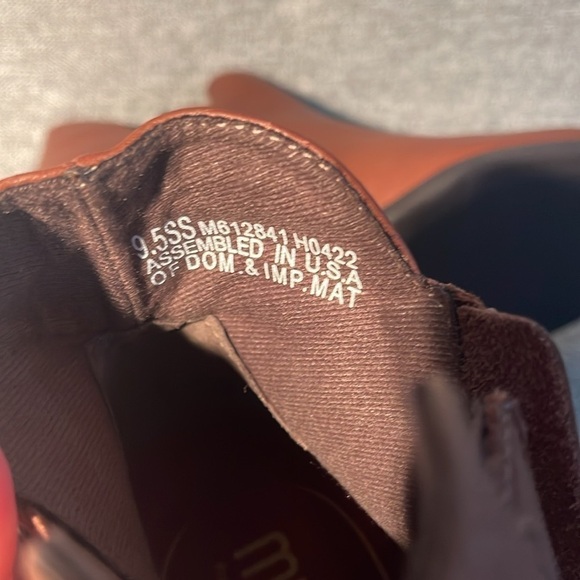 9.5SS M612841 H0422
ASSEMBLED IN U.S.A
OF DOM.&IMP.MAT